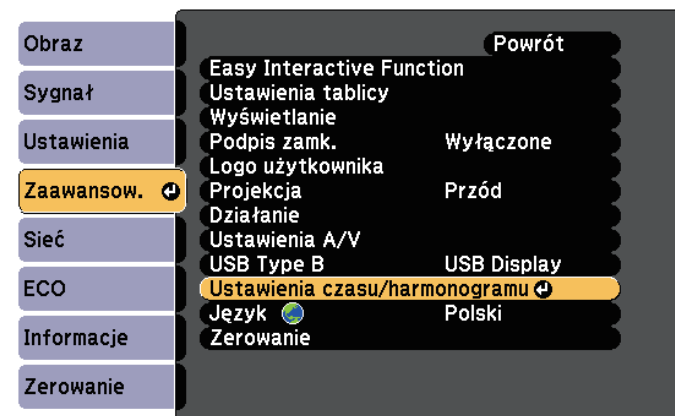 Obraz
Sygnał
Ustawienia
Zaawansow.
Sieć
ECO
Informacje
Zerowanie
Powrót
Easy Interactive Function
Ustawienia tablicy
Wyświetlanie
Podpis zamk. Wyłączone
Logo użytkownika
Projekcja Przód
Działanie
Ustawienia A/V
USB Type B USB Display
Ustawienia czasu/harmonogramu
Język Polski
Zerowanie